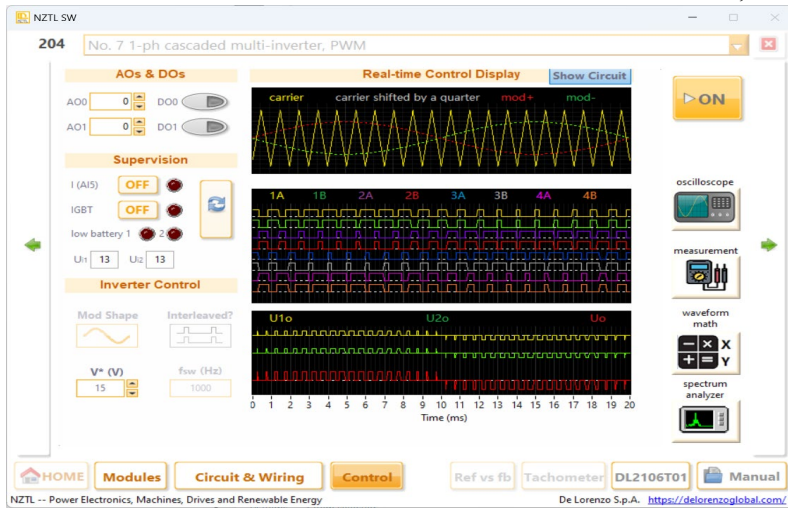 NZTL SW
204 No. 7 1-ph cascaded multi-inverter, PWM
AOs & DOs
AO0 0 DO0
AO1 0 DO1
Supervision
I (AI5) OFF
IGBT OFF
low battery 1 2
Ui1 13 Ui2 13
Inverter Control
Mod Shape Interleaved?
V* (V) fsw (Hz)
15 1000
Real-time Control Display Show Circuit
carrier carrier shifted by a quarter mod+ mod-
1A 1B 2A 2B 3A 3B 4A 4B
U1o U2o Uo
0 1 2 3 4 5 6 7 8 9 10 11 12 13 14 15 16 17 18 19 20
Time (ms)
ON
oscilloscope
measurement
waveform
math
X
Y
spectrum
analyzer
HOME Modules Circuit & Wiring Control Ref vs fb Tachometer DL2106T01 Manual
NZTL -- Power Electronics, Machines, Drives and Renewable Energy De Lorenzo S.p.A. https://delorenzoglobal.com/